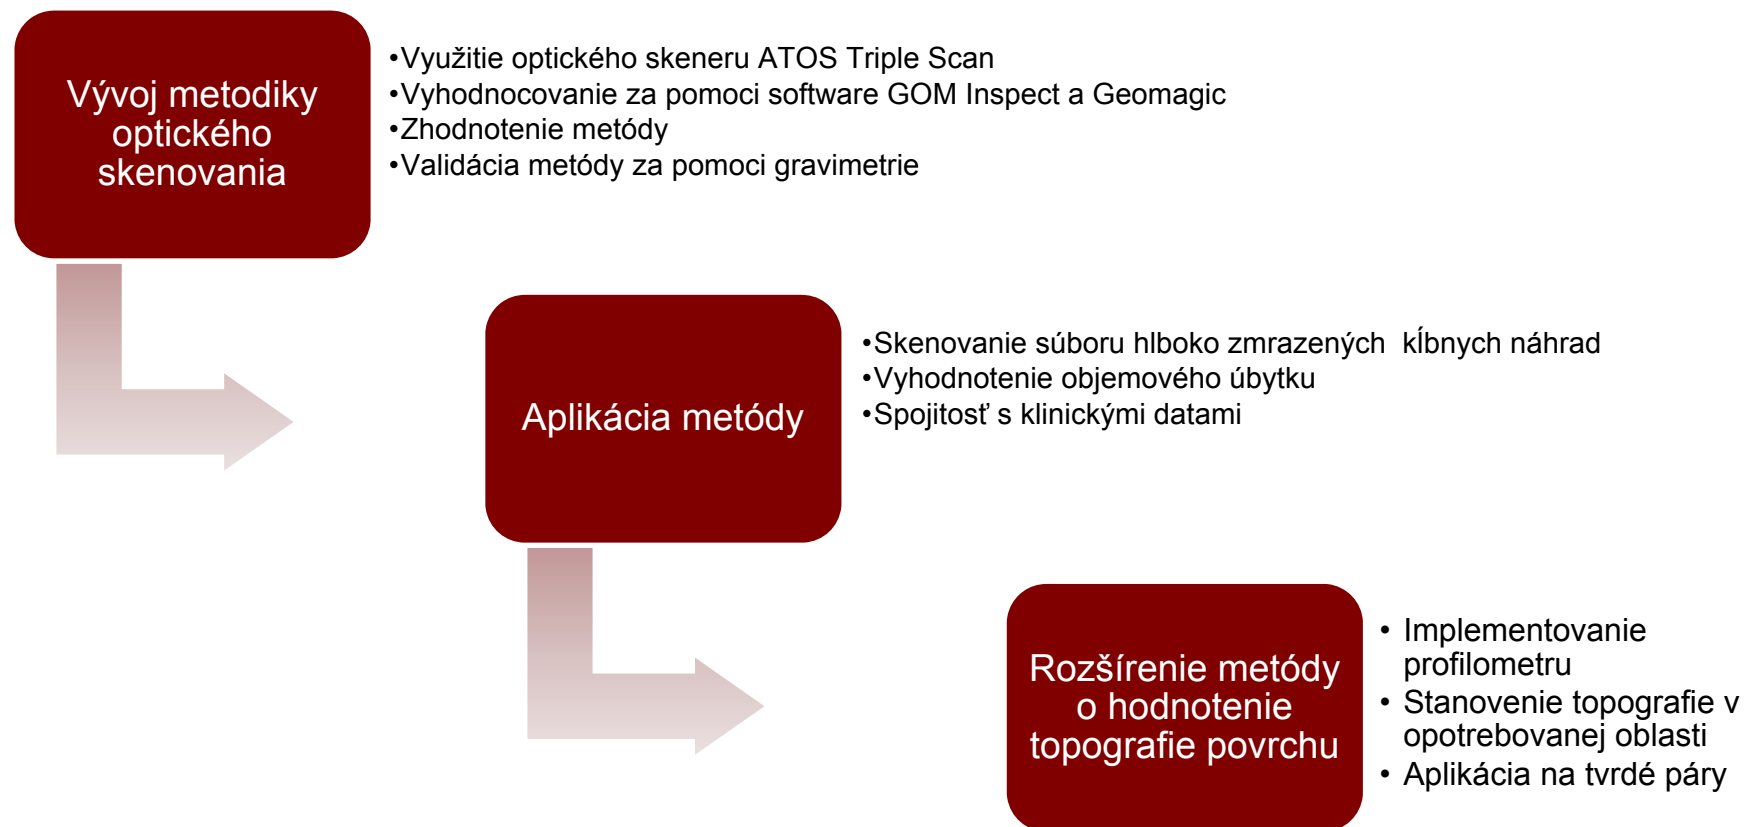 Vývoj metodiky
optického
skenovania
•Využitie optického skeneru ATOS Triple Scan
•Vyhodnocovanie za pomoci software GOM Inspect a Geomagic
•Zhodnotenie metódy
•Validácia metódy za pomoci gravimetrie
Aplikácia metódy
•Skenovanie súboru hlboko zmrazených kĺbnych náhrad
•Vyhodnotenie objemového úbytku
•Spojitosť s klinickými datami
Rozšírenie metódy
o hodnotenie
topografie povrchu
• Implementovanie
profilometru
• Stanovenie topografie v
opotrebovanej oblasti
• Aplikácia na tvrdé páry